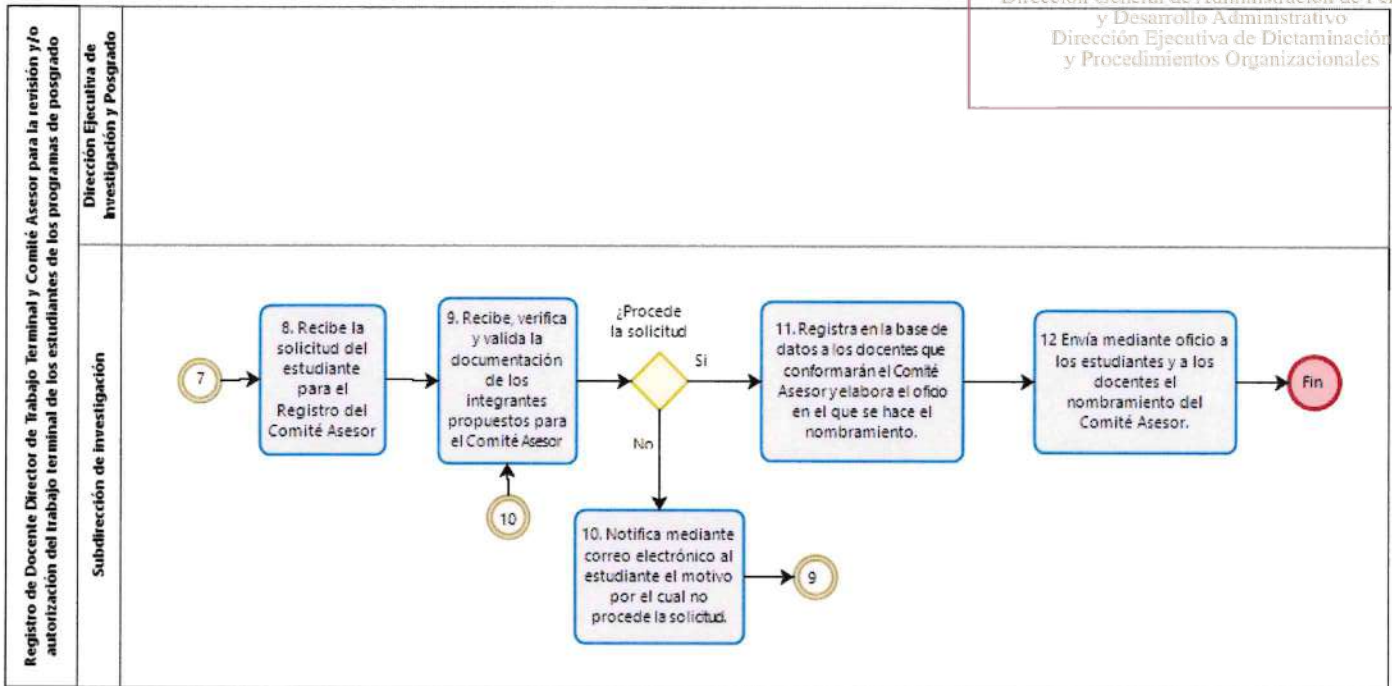 Dirección General de Administración de
y Desarrollo Administrativo
Dirección Ejecutiva de Dictaminación
y Procedimientos Organizacionales
Registro de Docente Director de Trabajo Terminal y Comité Asesor para la revisión y/o
autorización del trabajo terminal de los estudiantes de los programas de posgrado
Dirección Ejecutiva de
Investigación y Posgrado
Subdirección de investigación
7
8. Recibe la
solicitud del
estudiante
para el
Registro del
Comité Asesor
9. Recibe, verifica
y valida la
documentación
de los
integrantes
propuestos para
el Comité Asesor
10
¿Procede
la solicitud
Si
No
10. Notifica mediante
correo electrónico al
estudiante el motivo
por el cual no
procede la solicitud.
9
11. Registra en la base de
datos a los docentes que
conformarán el Comité
Asesor y elabora el oficio
en el que se hace el
nombramiento.
12 Envía mediante oficio a
los estudiantes y a los
docentes el
nombramiento del
Comité Asesor.
Fin